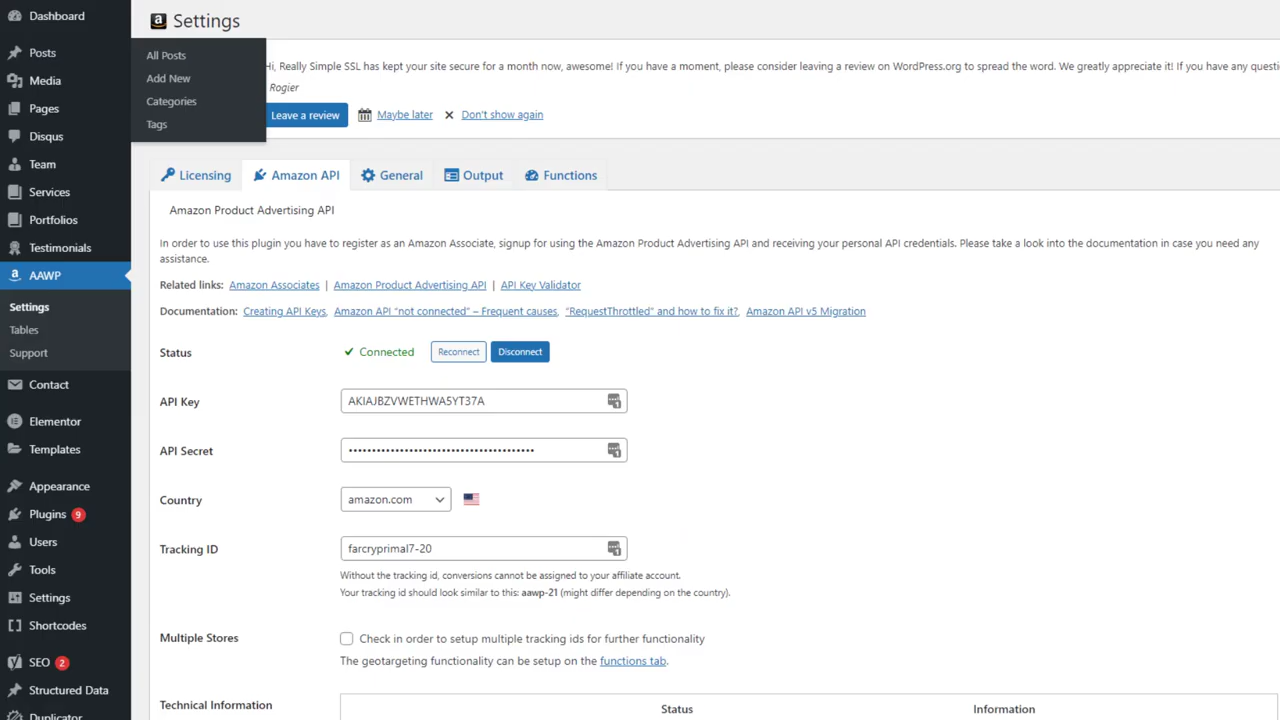 Dashboard
Posts
Media
Pages
Disqus
Team
Services
Portfolios
Testimonials
AAWP
Settings
Tables
Support
Contact
Elementor
Templates
Appearance
Plugins 9
Users
Tools
Settings
Shortcodes
SEO 2
Structured Data
Duplicator
All Posts
Add New
Categories
Tags
Settings
Hi, Really Simple SSL has kept your site secure for a month now, awesome! If you have a moment, please consider leaving a review on WordPress.org to spread the word. We greatly appreciate it! If you have any questi
Rogier
Leave a review Maybe later Don't show again
Licensing Amazon API General Output Functions
Amazon Product Advertising API
In order to use this plugin you have to register as an Amazon Associate, signup for using the Amazon Product Advertising API and receiving your personal API credentials. Please take a look into the documentation in case you need any
assistance.
Related links: Amazon Associates | Amazon Product Advertising API | API Key Validator
Documentation: Creating API Keys, Amazon API “not connected” – Frequent causes, “RequestThrottled” and how to fix it?, Amazon API v5 Migration
Status Connected Reconnect Disconnect
API Key AKIAJBZVWETHWA5YT37A
API Secret ••••••••••••••••••••••••••••••••••••••••
Country amazon.com
Tracking ID farcryprimal7-20
Without the tracking id, conversions cannot be assigned to your affiliate account.
Your tracking id should look similar to this: aawp-21 (might differ depending on the country).
Multiple Stores Check in order to setup multiple tracking ids for further functionality
The geotargeting functionality can be setup on the functions tab.
Technical Information Status Information